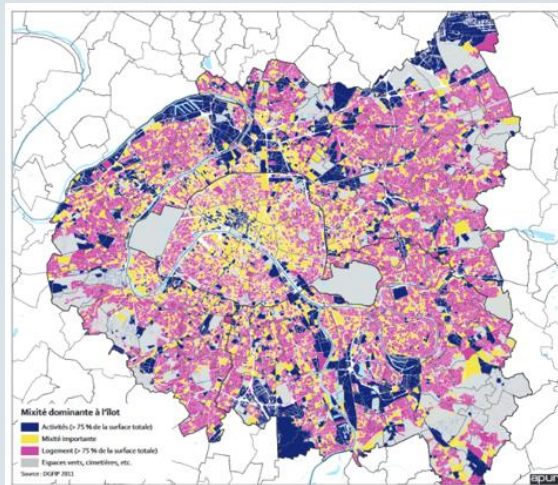 Mixité dominante à l'îlot
Activités (> 75 % de la surface totale)
Mixité importante
Logement (> 75 % de la surface totale)
Espaces verts, cimetières, etc.
Source : DGFIP 2011
apur